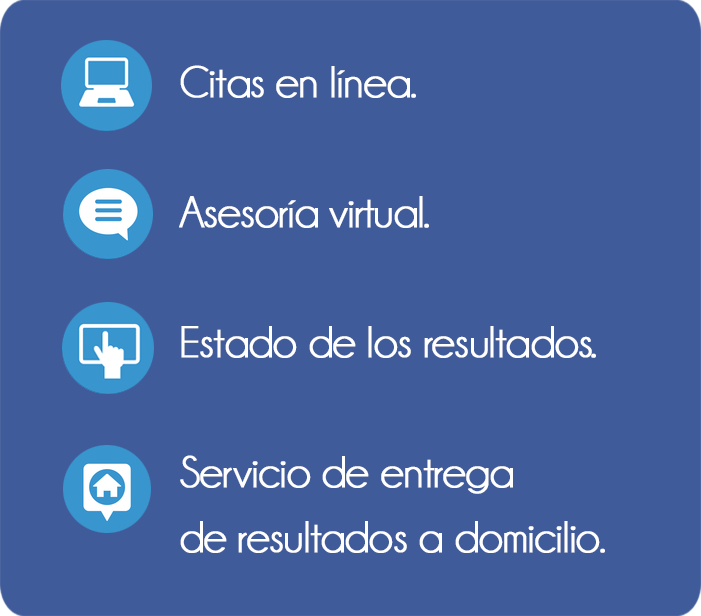 Citas en línea.
Asesoría virtual.
Estado de los resultados.
Servicio de entrega
de resultados a domicilio.